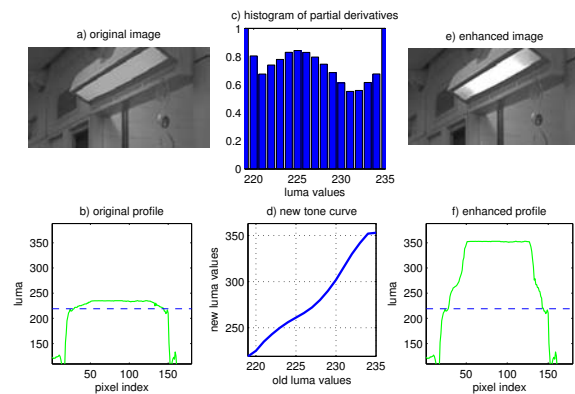 a) original image
c) histogram of partial derivatives
1
0.8
0.6
0.4
0.2
0
220
225
230
235
luma values
e) enhanced image
b) original profile
350
300
250
200
150
luma
50
100
150
pixel index
d) new tone curve
350
300
250
new luma values
220
225
230
235
old luma values
f) enhanced profile
350
300
250
200
150
luma
50
100
150
pixel index